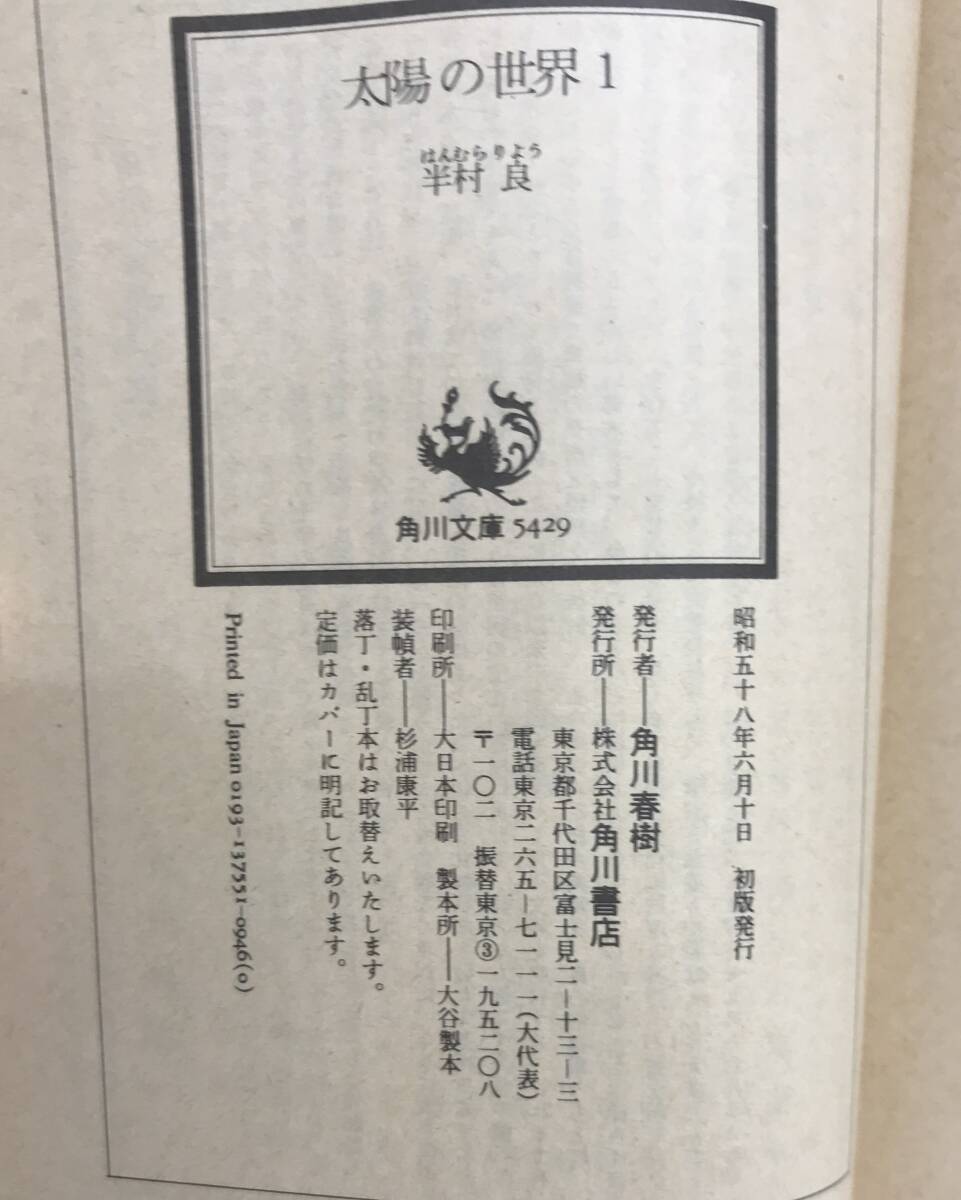 太陽の世界1
はんむらりよう
半村 良
角川文庫 5429
昭和五十八年六月十日 初版発行
発行者──角川春樹
発行所──株式会社角川書店
東京都千代田区富士見二ー十三ー三
電話東京二六五ー七一一一(大代表)
〒一〇二 振替東京③一九五二〇八
印刷所──大日本印刷 製本所──大谷製本
装幀者──杉浦康平
落丁・乱丁本はお取替えいたします。
定価はカバーに明記してあります。
Printed in Japan 0193-137551-0946(0)